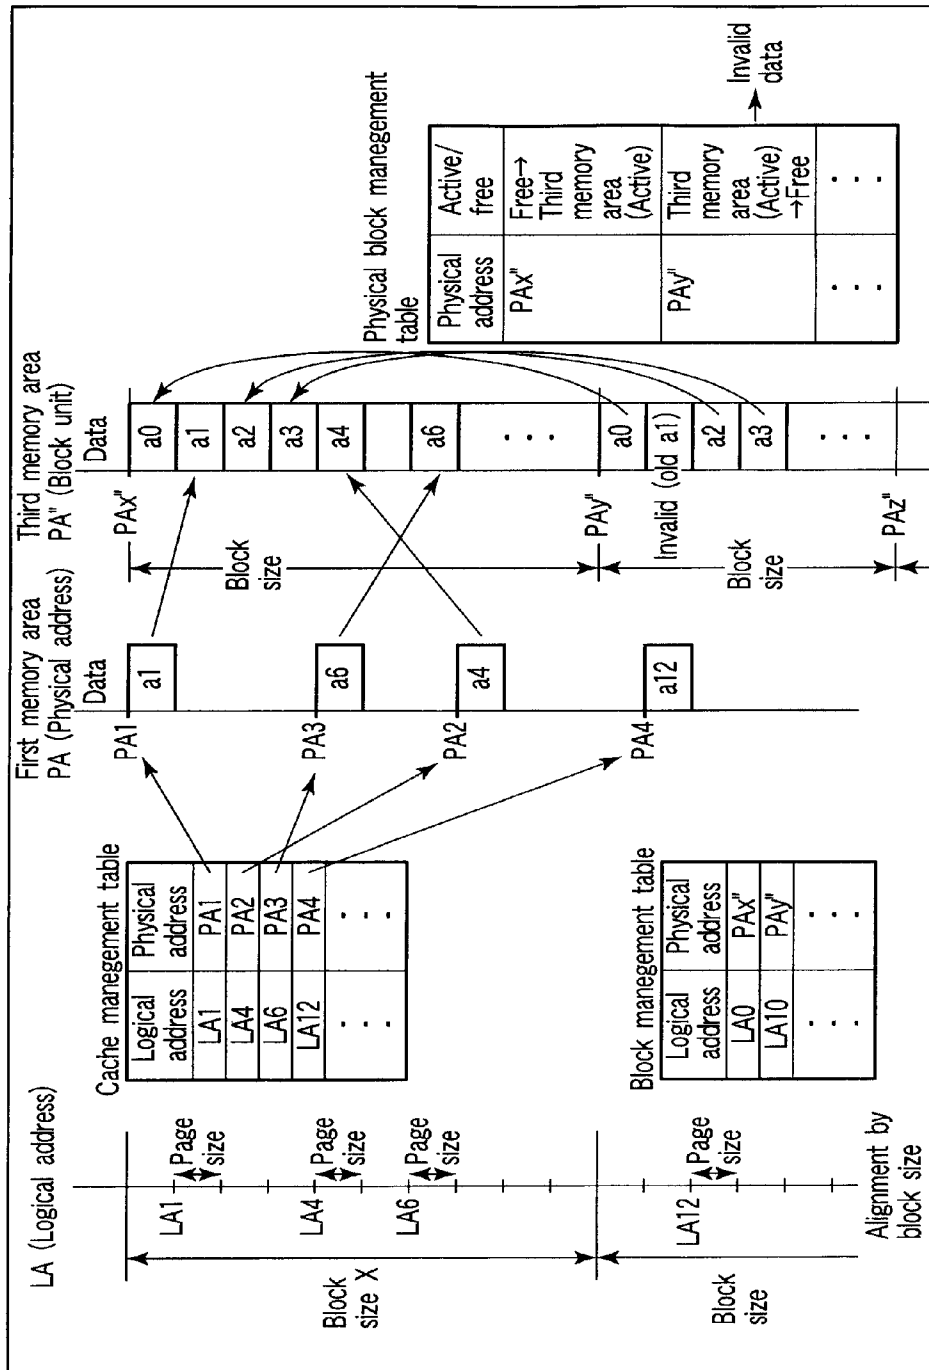 LA (Logical address)
LA1
Page
size
LA4
Page
size
LA6
Page
size
Block
size X
LA12
Page
size
Block
size
Alignment by
block size
Cache manegement table
Logical
address
Physical
address
LA1
PA1
LA4
PA2
LA6
PA3
LA12
PA4
. . .
. . .
Block manegement table
Logical
address
Physical
address
LA0
PAx"
LA10
PAy"
. . .
. . .
First memory area
PA (Physical address)
Data
PA1
a1
PA3
a6
PA2
a4
PA4
a12
Third memory area
PA" (Block unit)
Data
PAx"
a0
a1
a2
a3
a4
a6
. . .
Block
size
PAy"
a0
Invalid (old a1)
a2
a3
. . .
Block
size
PAz"
Physical block manegement
table
Physical
address
Active/
free
PAx"
Free→
Third
memory
area
(Active)
PAy"
Third
memory
area
(Active)
→Free
. . .
. . .
Invalid
data